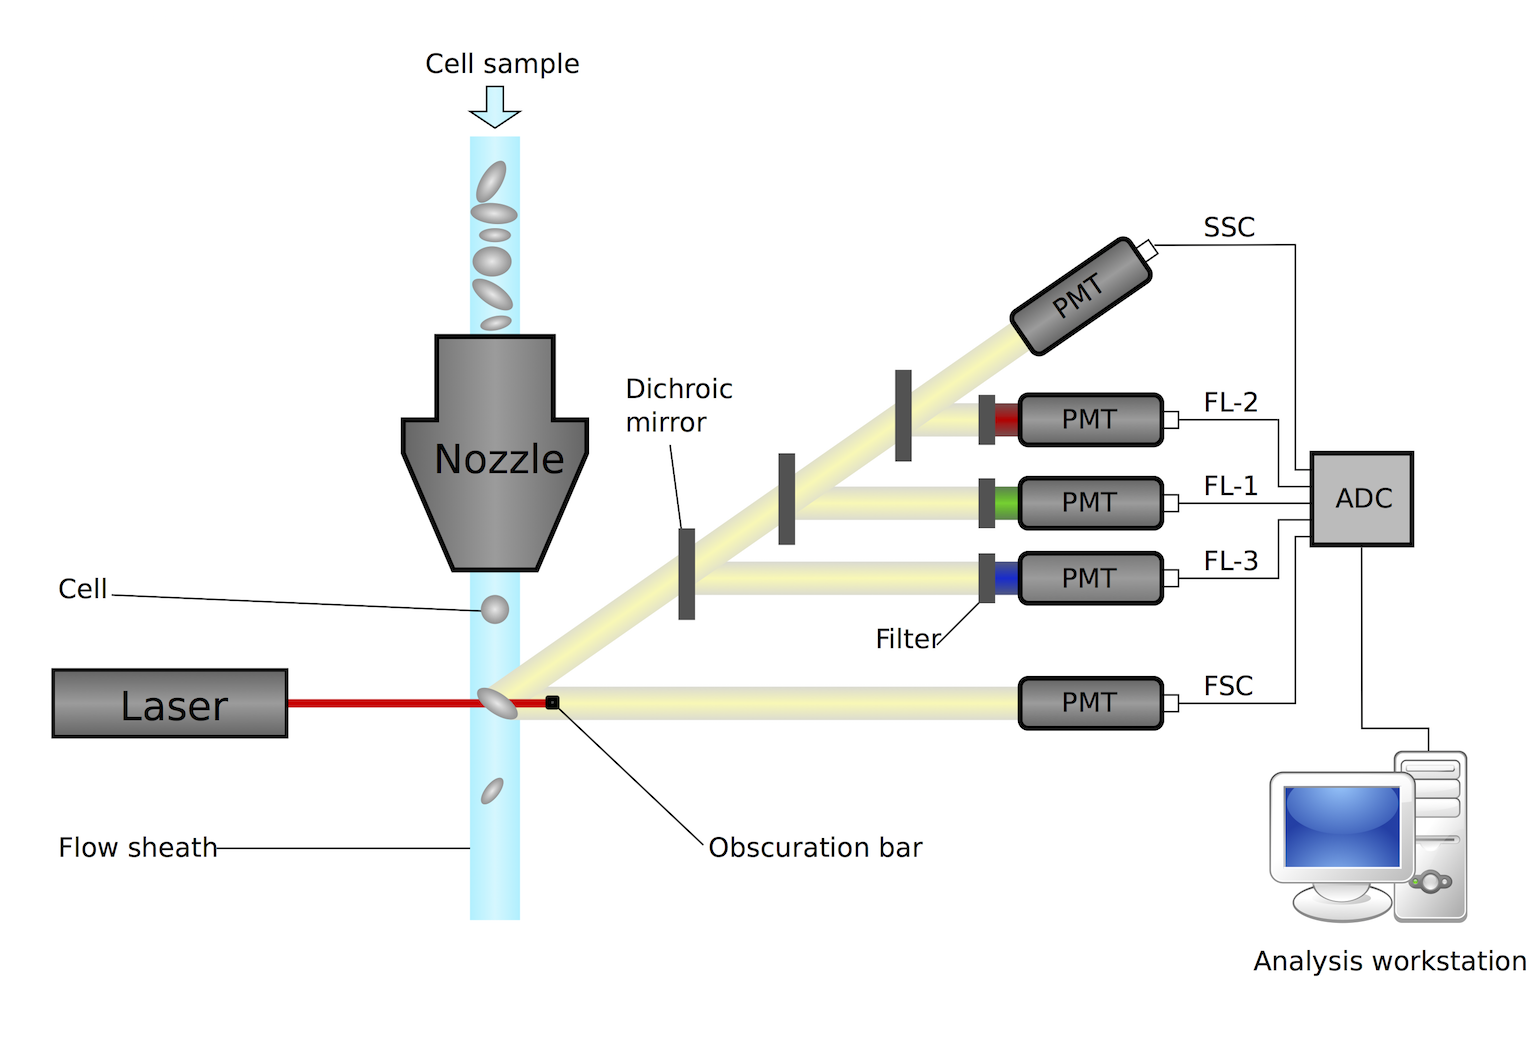 Cell sample
SSC
PMT
Dichroic
mirror
FL-2
PMT
Nozzle
FL-1
PMT
ADC
FL-3
PMT
Cell
Filter
Laser
FSC
PMT
Flow sheath
Obscuration bar
Analysis workstation